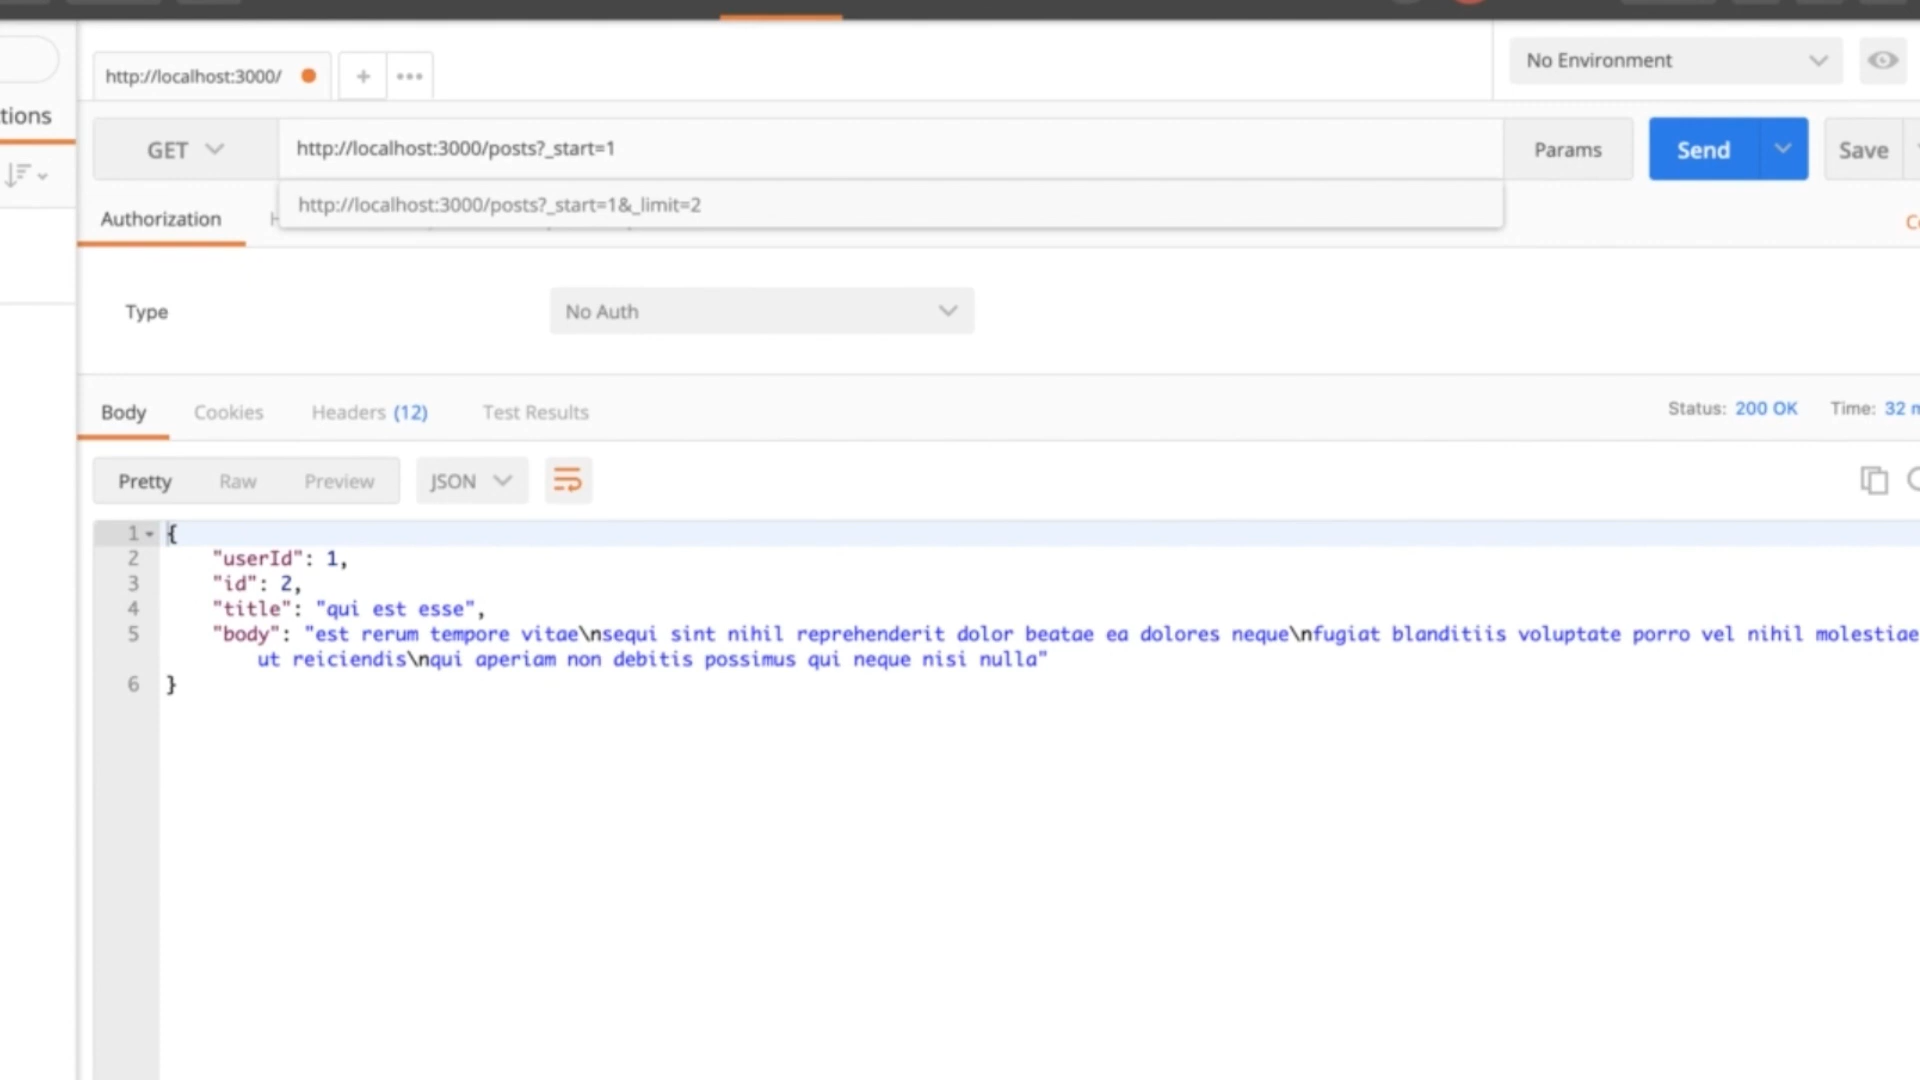 http://localhost:3000/
No Environment
tions
GET
http://localhost:3000/posts?_start=1
Params
Send
Save
http://localhost:3000/posts?_start=1&_limit=2
Authorization
Type
No Auth
Body
Cookies
Headers (12)
Test Results
Status: 200 OK
Time: 32 m
Pretty
Raw
Preview
JSON
1 {
2 "userId": 1,
3 "id": 2,
4 "title": "qui est esse",
5 "body": "est rerum tempore vitae\nsequi sint nihil reprehenderit dolor beatae ea dolores neque\nfugiat blanditiis voluptate porro vel nihil molestiae
ut reiciendis\nqui aperiam non debitis possimus qui neque nisi nulla"
6 }